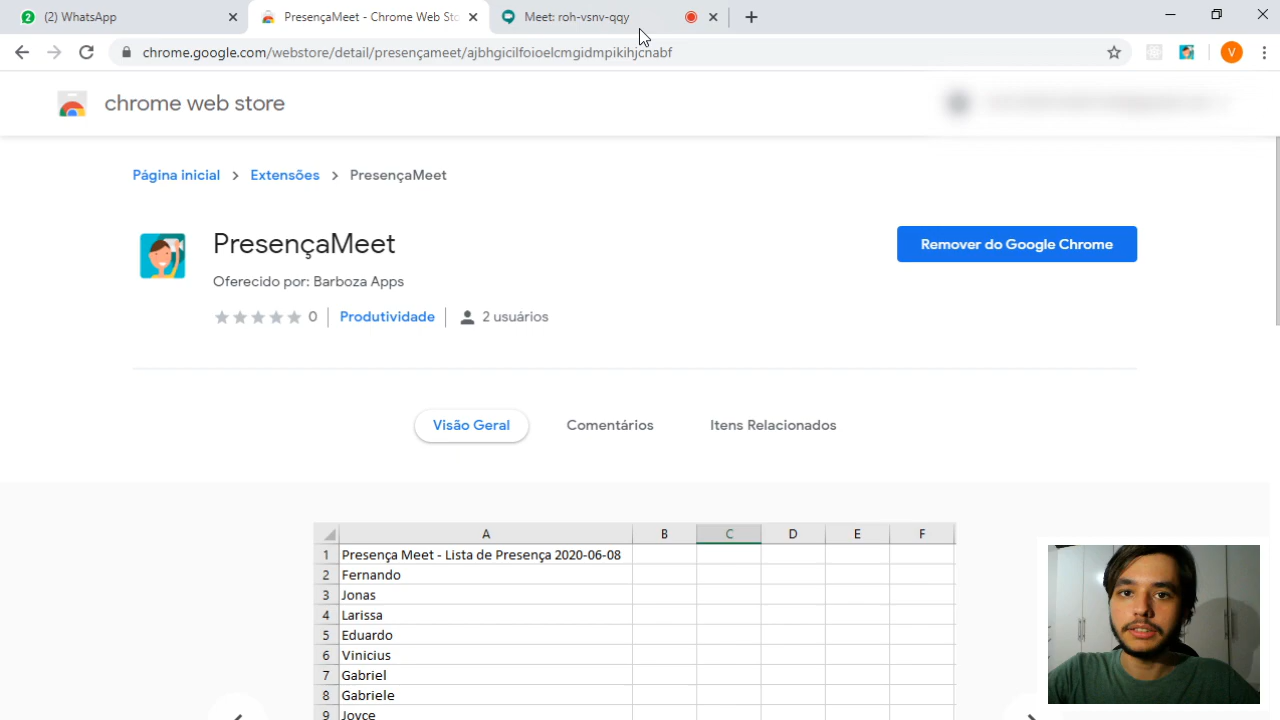 (2) WhatsApp
PresençaMeet - Chrome Web Sto
Meet: roh-vsnv-qqy
chrome.google.com/webstore/detail/presençameet/ajbhgicilfoioelcmgidmpikihjcnabf
V
chrome web store
Página inicial > Extensões > PresençaMeet
PresençaMeet
Remover do Google Chrome
Oferecido por: Barboza Apps
0 | Produtividade | 2 usuários
Visão Geral Comentários Itens Relacionados
A B C D E F
1 Presença Meet - Lista de Presença 2020-06-08
2 Fernando
3 Jonas
4 Larissa
5 Eduardo
6 Vinicius
7 Gabriel
8 Gabriele
9 Joyce